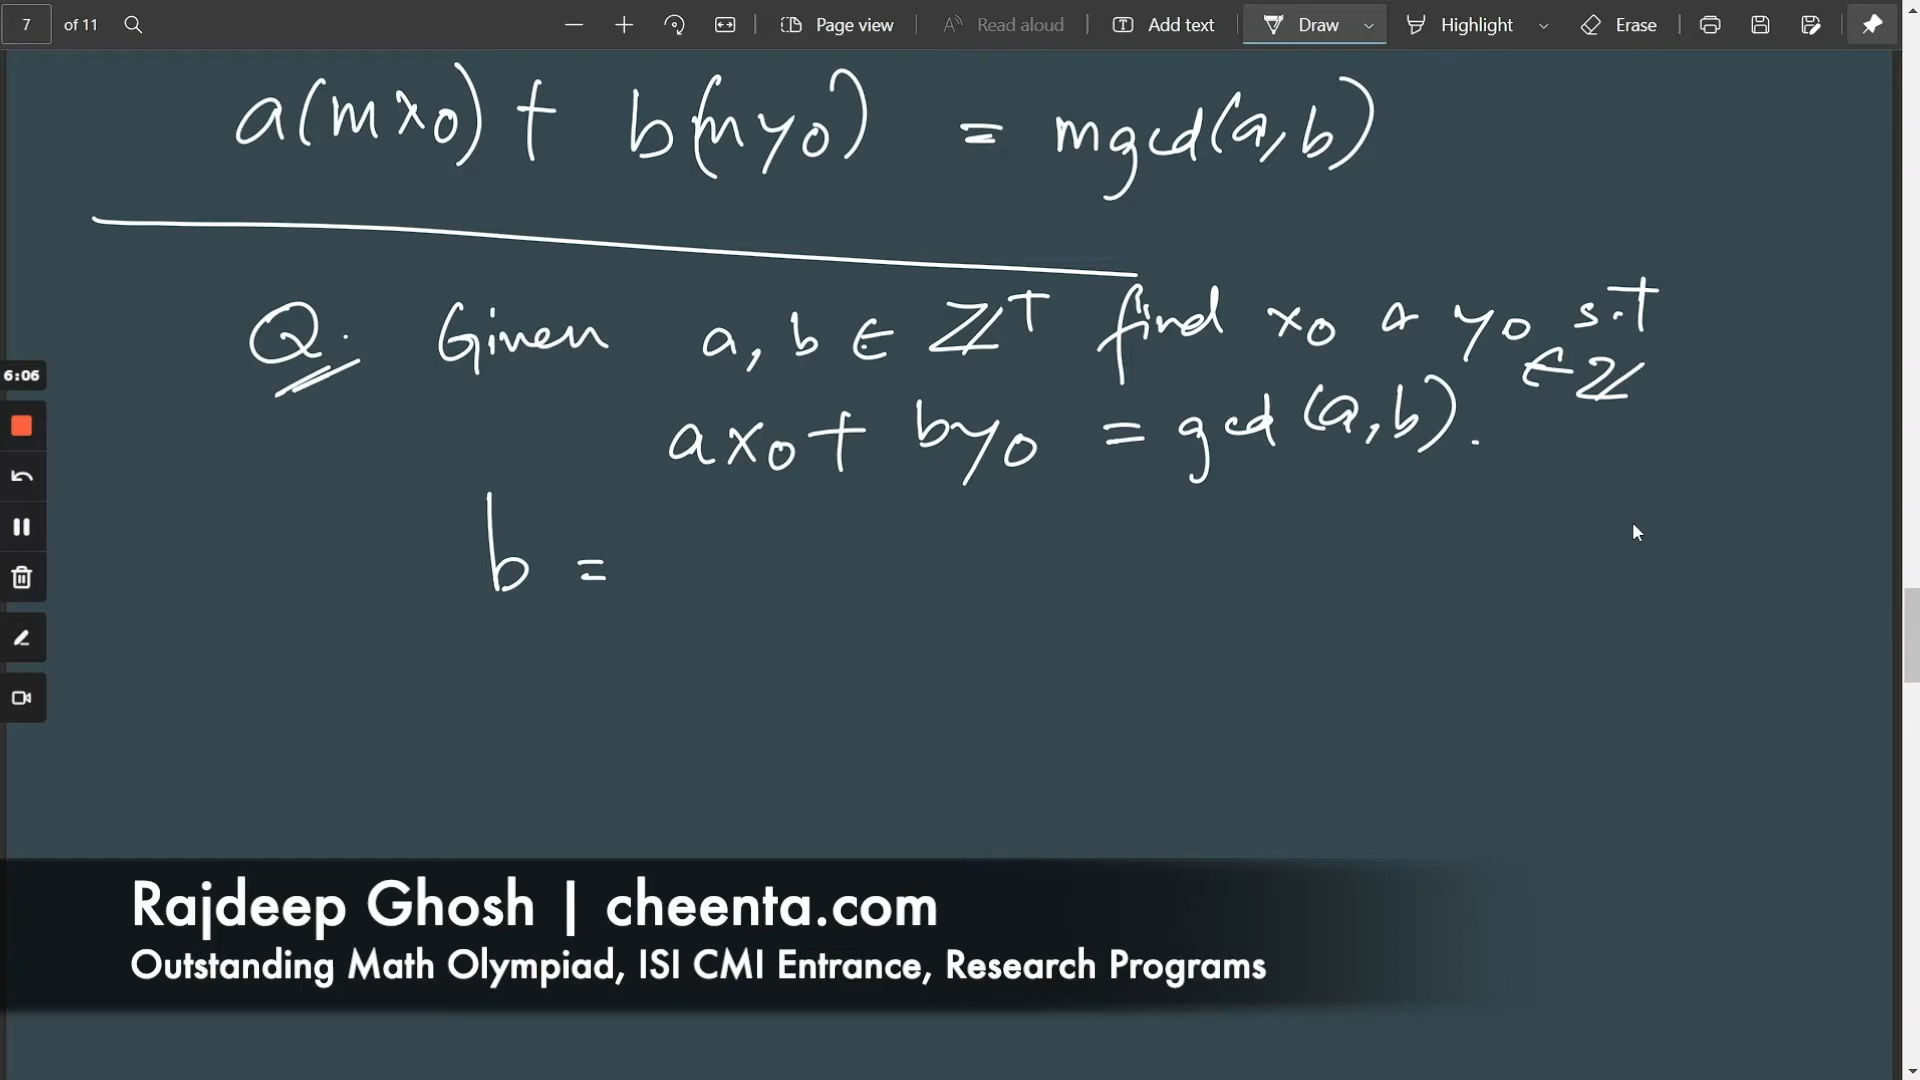 7 of 11 Page view Read aloud Add text Draw Highlight Erase
a(mx₀) + b(my₀) = mgcd(a,b)
Q. Given a, b ∈ ℤ⁺ find x₀ & y₀ s.t
∈ ℤ
ax₀ + by₀ = gcd(a,b).
6:06
b =
Rajdeep Ghosh | cheenta.com
Outstanding Math Olympiad, ISI CMI Entrance, Research Programs